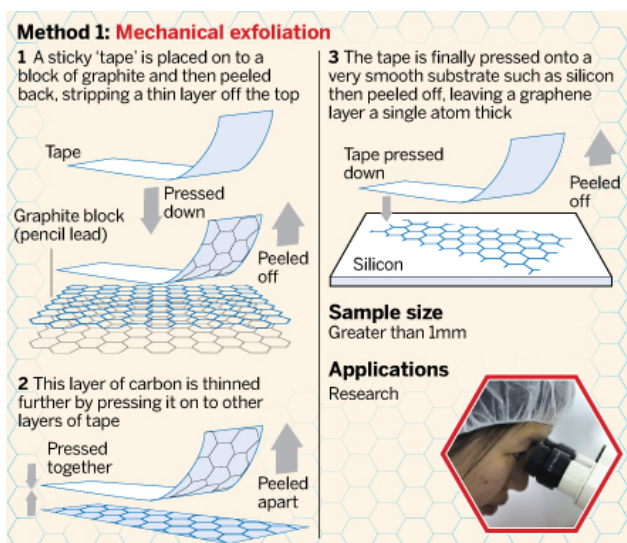 Method 1: Mechanical exfoliation
1 A sticky 'tape' is placed on to a
block of graphite and then peeled
back, stripping a thin layer off the top
Tape
Pressed
down
Graphite block
(pencil lead)
Peeled
off
2 This layer of carbon is thinned
further by pressing it on to other
layers of tape
Pressed
together
Peeled
apart
3 The tape is finally pressed onto a
very smooth substrate such as silicon
then peeled off, leaving a graphene
layer a single atom thick
Tape pressed
down
Peeled
off
Silicon
Sample size
Greater than 1mm
Applications
Research